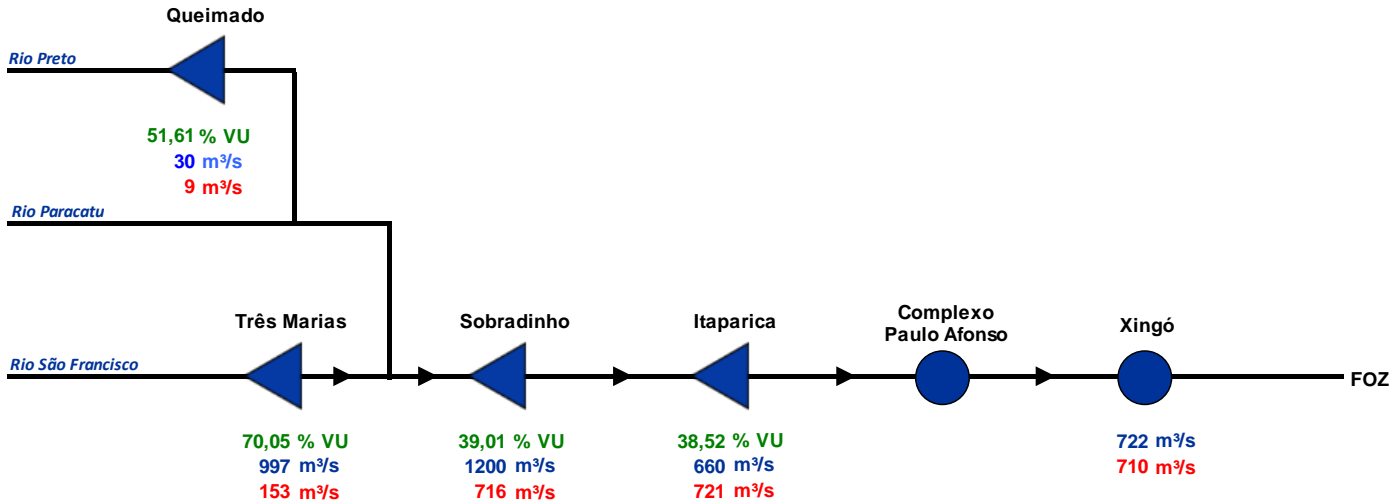 Queimado
Rio Preto
51,61 % VU
30 m³/s
9 m³/s
Rio Paracatu
Três Marias
Sobradinho
Itaparica
Complexo
Paulo Afonso
Xingó
Rio São Francisco
FOZ
70,05 % VU
997 m³/s
153 m³/s
39,01 % VU
1200 m³/s
716 m³/s
38,52 % VU
660 m³/s
721 m³/s
722 m³/s
710 m³/s